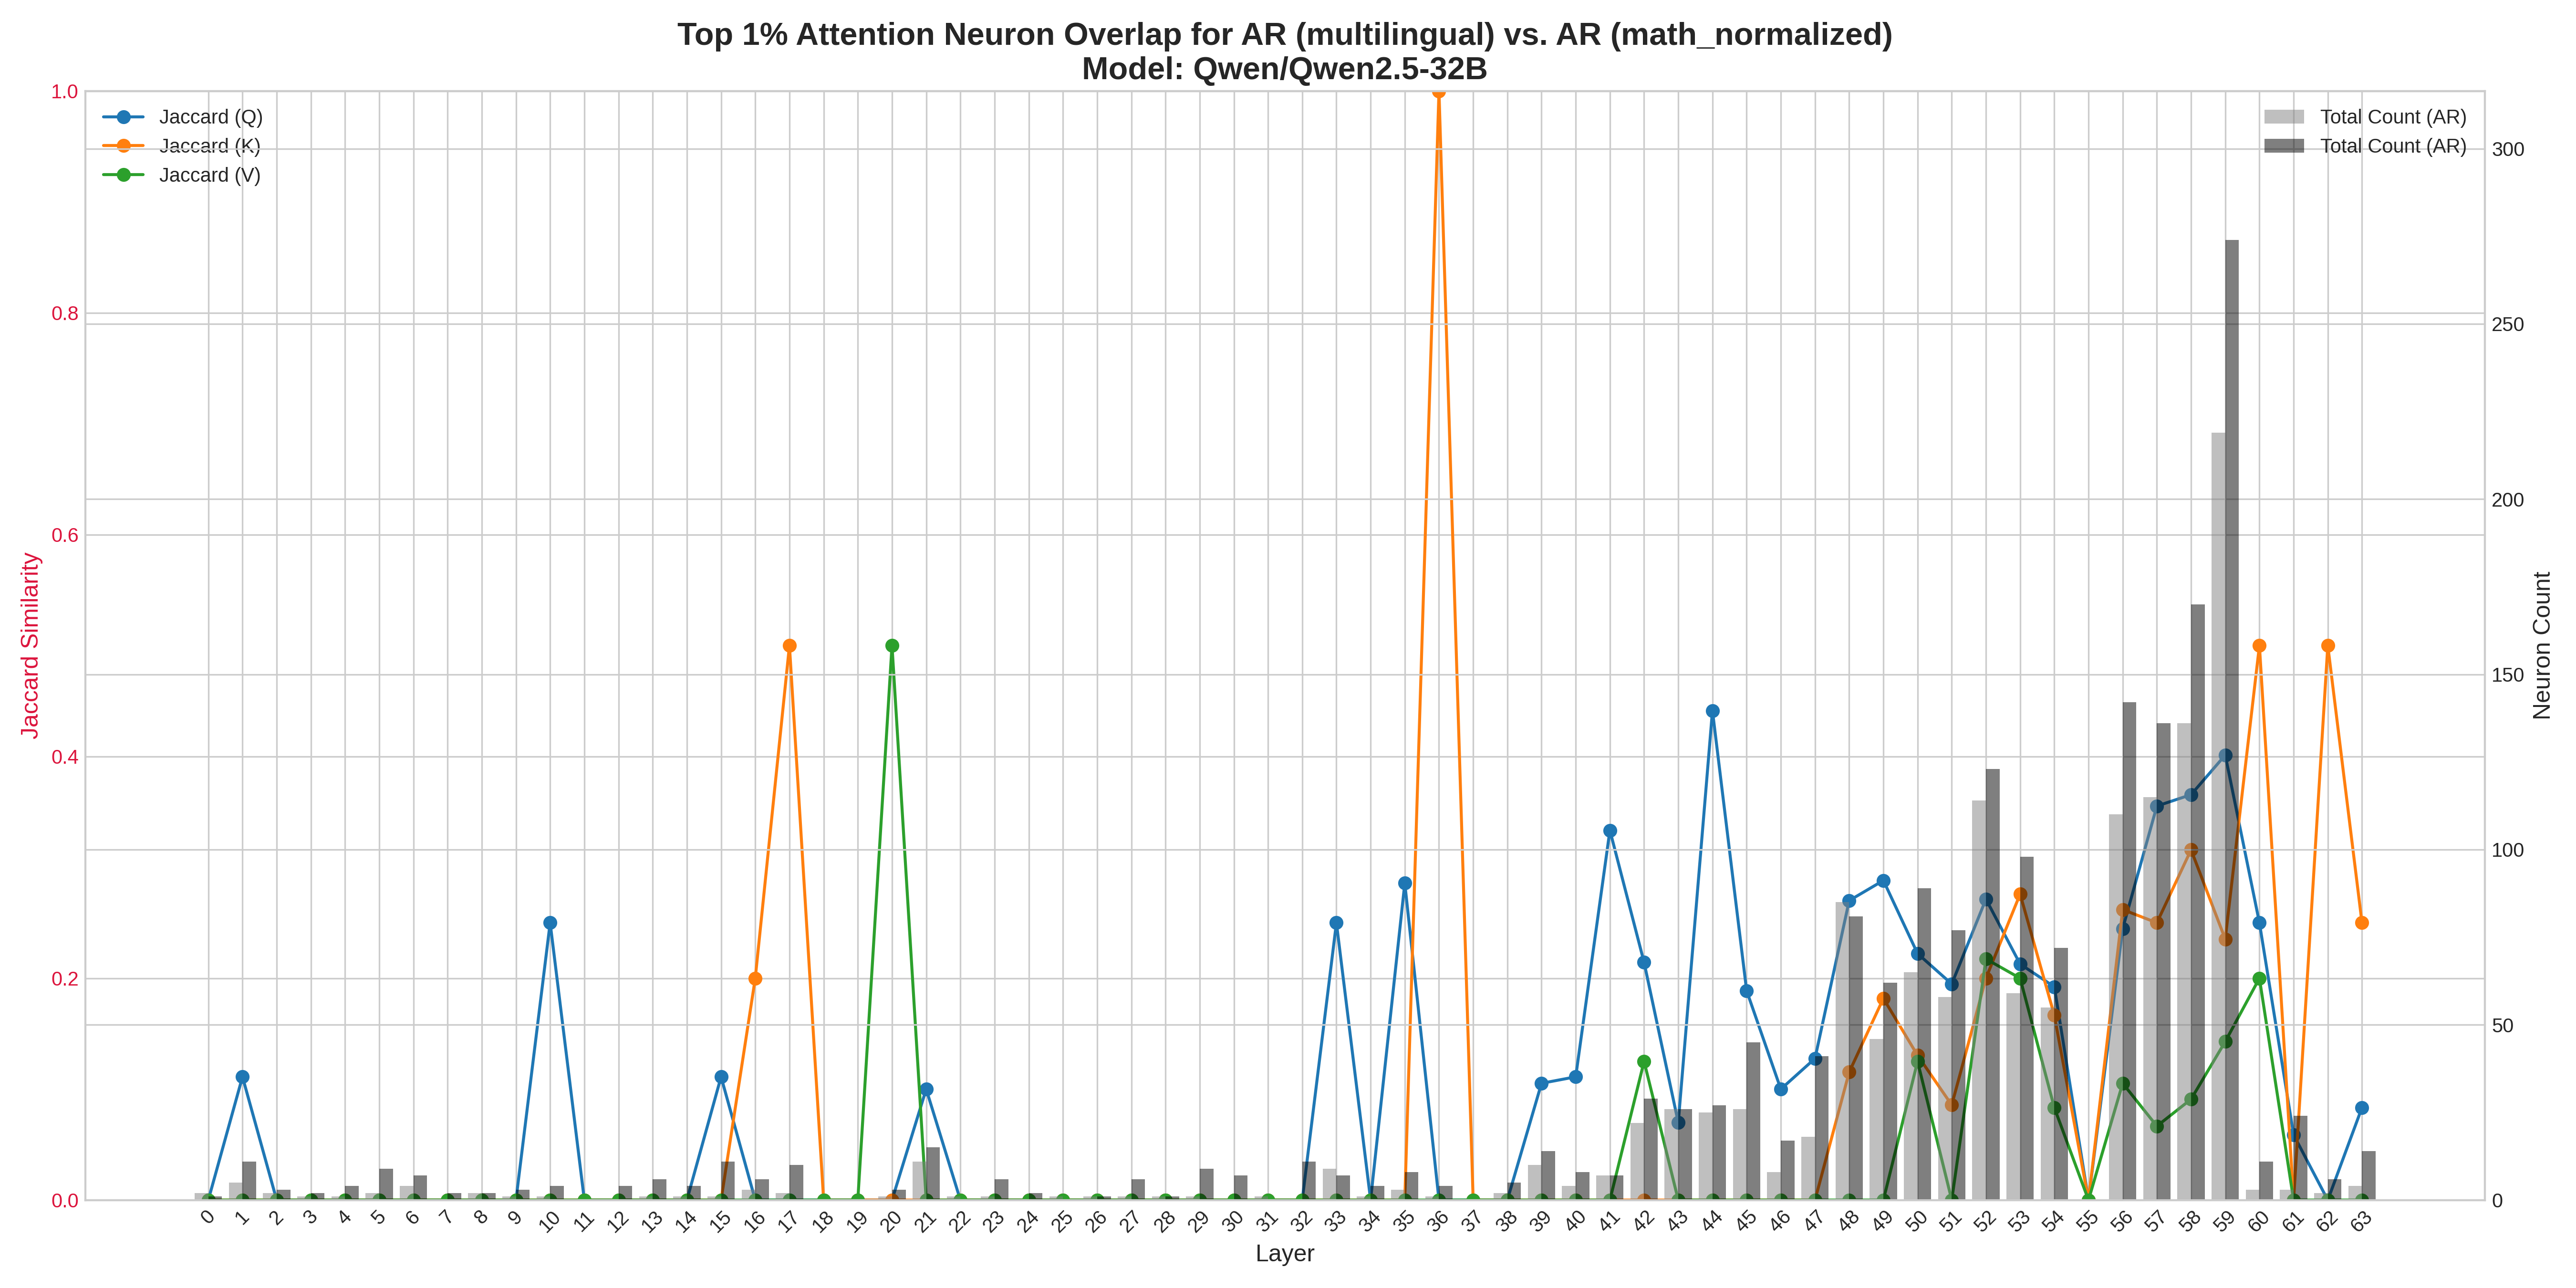 Top 1% Attention Neuron Overlap for AR (multilingual) vs. AR (math_normalized)
Model: Qwen/Qwen2.5-32B
Jaccard (Q)
Jaccard (K)
Jaccard (V)
Total Count (AR)
Total Count (AR)
Jaccard Similarity
1.0
0.8
0.6
0.4
0.2
0.0
Neuron Count
300
250
200
150
100
50
0
0 1 2 3 4 5 6 7 8 9 10 11 12 13 14 15 16 17 18 19 20 21 22 23 24 25 26 27 28 29 30 31 32 33 34 35 36 37 38 39 40 41 42 43 44 45 46 47 48 49 50 51 52 53 54 55 56 57 58 59 60 61 62 63
Layer